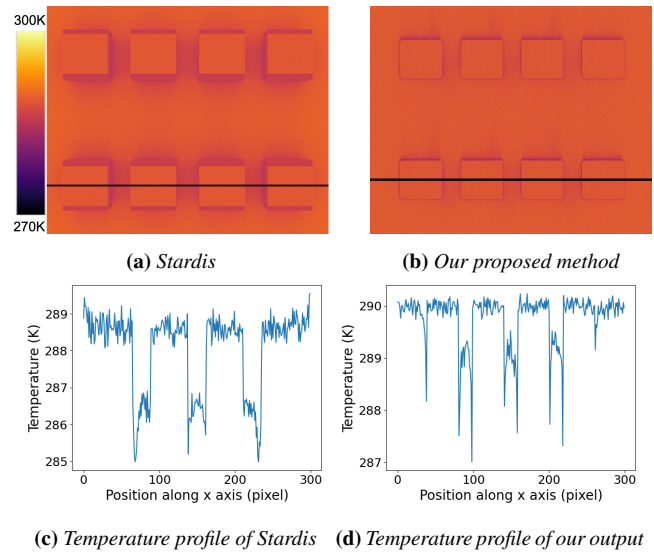 300K
270K
(a) Stardis
(b) Our proposed method
289
288
287
286
285
Temperature (K)
0
100
200
300
Position along x axis (pixel)
290
289
288
287
Temperature (K)
0
100
200
300
Position along x axis (pixel)
(c) Temperature profile of Stardis
(d) Temperature profile of our output